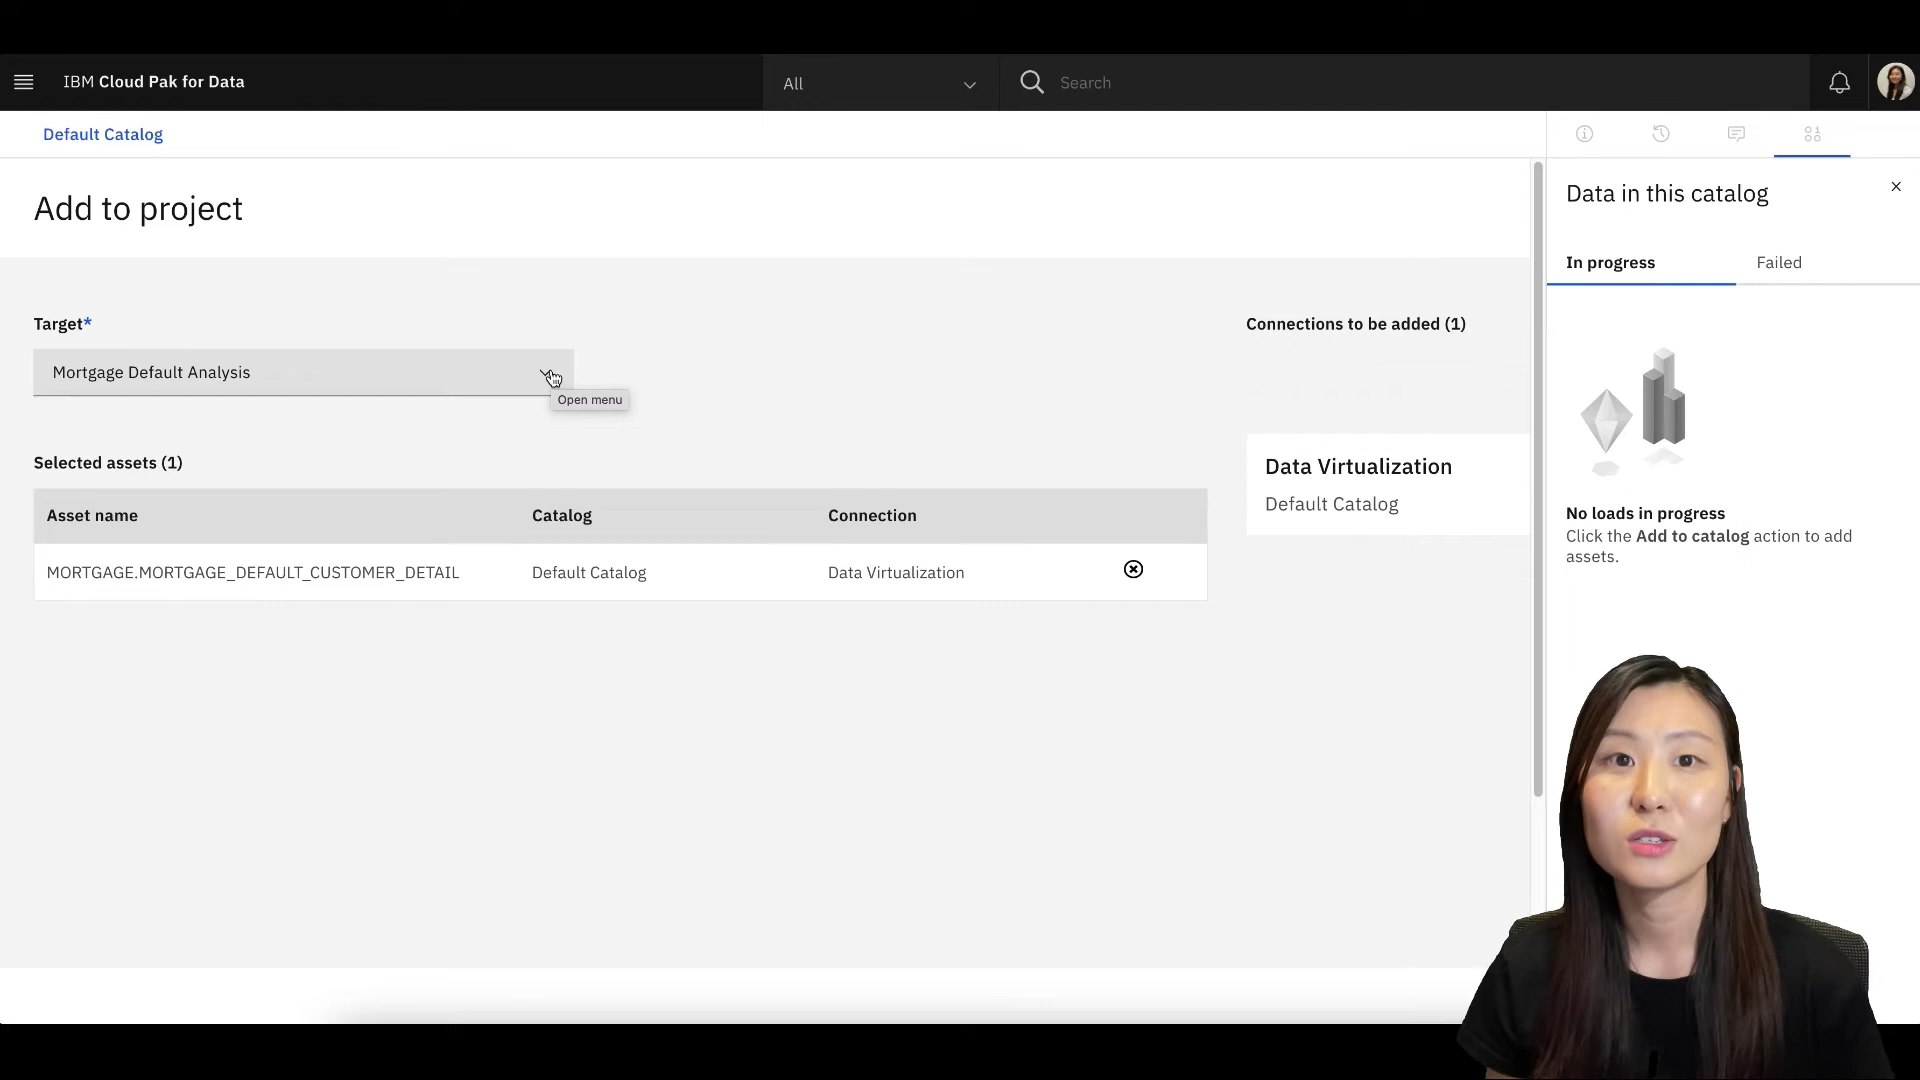 IBM Cloud Pak for Data
All
Search
Default Catalog
Add to project
Target*
Mortgage Default Analysis
Open menu
Selected assets (1)
Asset name Catalog Connection
MORTGAGE.MORTGAGE_DEFAULT_CUSTOMER_DETAIL Default Catalog Data Virtualization
Connections to be added (1)
Data Virtualization
Default Catalog
Data in this catalog
In progress Failed
No loads in progress
Click the Add to catalog action to add
assets.